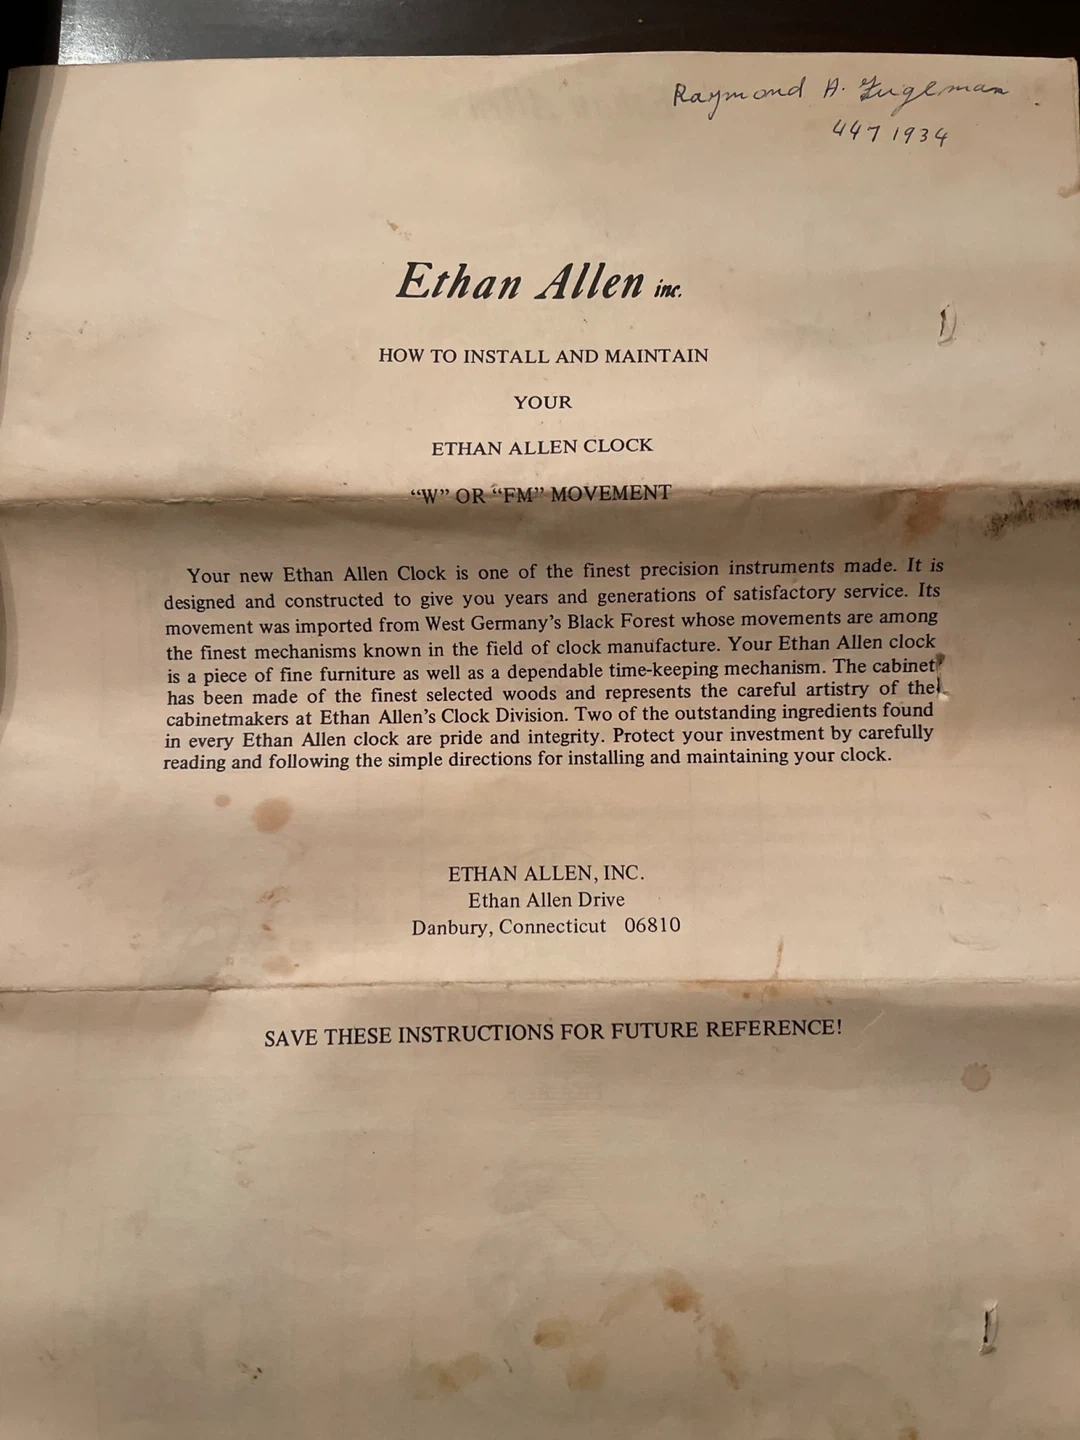 Raymond A. Fugeman
447 1934
Ethan Allen inc.
HOW TO INSTALL AND MAINTAIN
YOUR
ETHAN ALLEN CLOCK
“W” OR “FM” MOVEMENT
Your new Ethan Allen Clock is one of the finest precision instruments made. It is
designed and constructed to give you years and generations of satisfactory service. Its
movement was imported from West Germany’s Black Forest whose movements are among
the finest mechanisms known in the field of clock manufacture. Your Ethan Allen clock
is a piece of fine furniture as well as a dependable time-keeping mechanism. The cabinet
has been made of the finest selected woods and represents the careful artistry of the
cabinetmakers at Ethan Allen’s Clock Division. Two of the outstanding ingredients found
in every Ethan Allen clock are pride and integrity. Protect your investment by carefully
reading and following the simple directions for installing and maintaining your clock.
ETHAN ALLEN, INC.
Ethan Allen Drive
Danbury, Connecticut 06810
SAVE THESE INSTRUCTIONS FOR FUTURE REFERENCE!